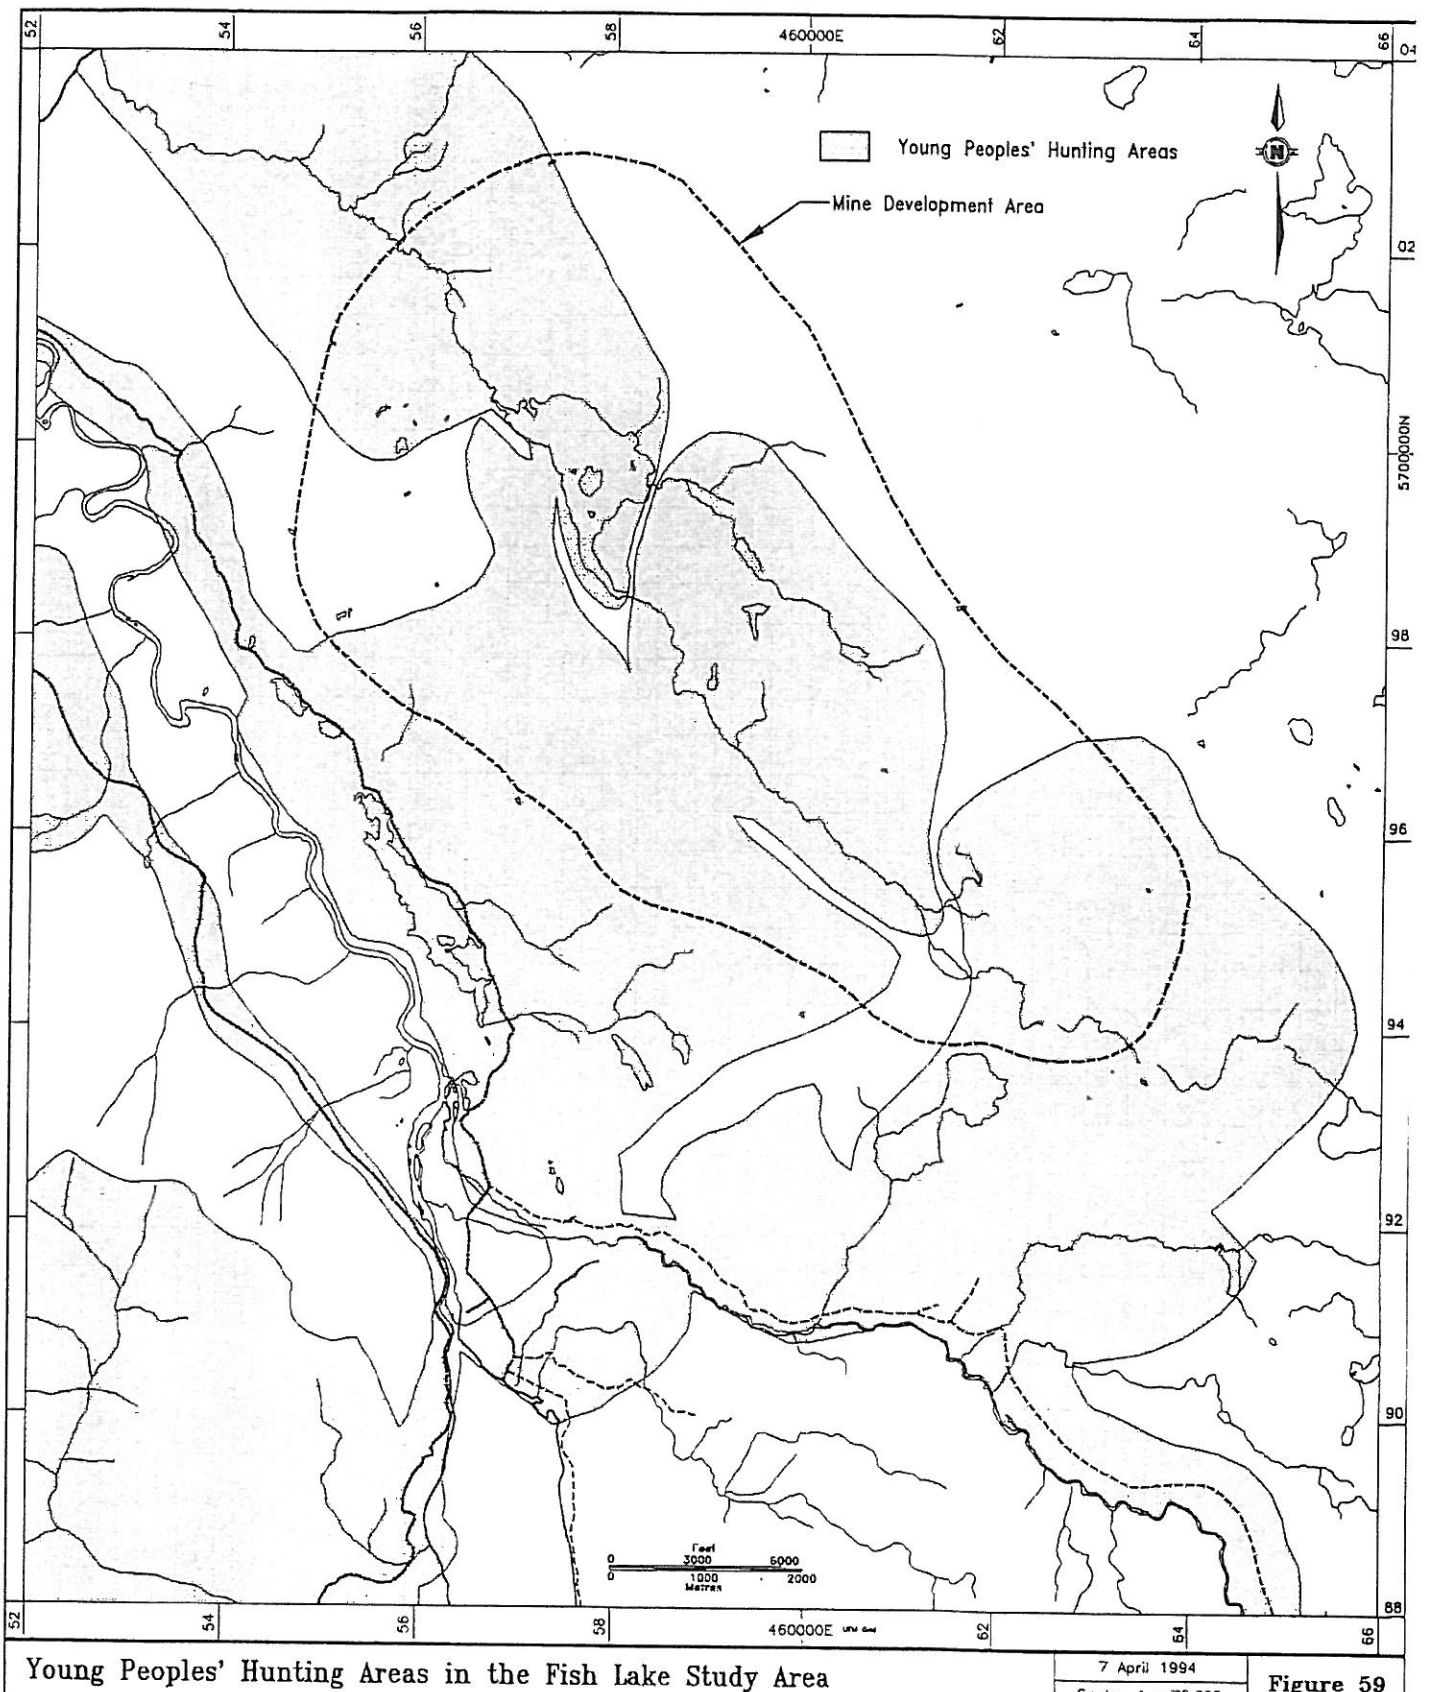 52 54 56 58 460000E 62 64 66
04
Young Peoples' Hunting Areas
N
Mine Development Area
02
5700000N
98
96
94
92
90
88
Feet
0 3000 6000
0 1000 2000
Metres
52 54 56 58 460000E UTM Grid 62 64 66
Young Peoples' Hunting Areas in the Fish Lake Study Area
7 April 1994
Figure 59